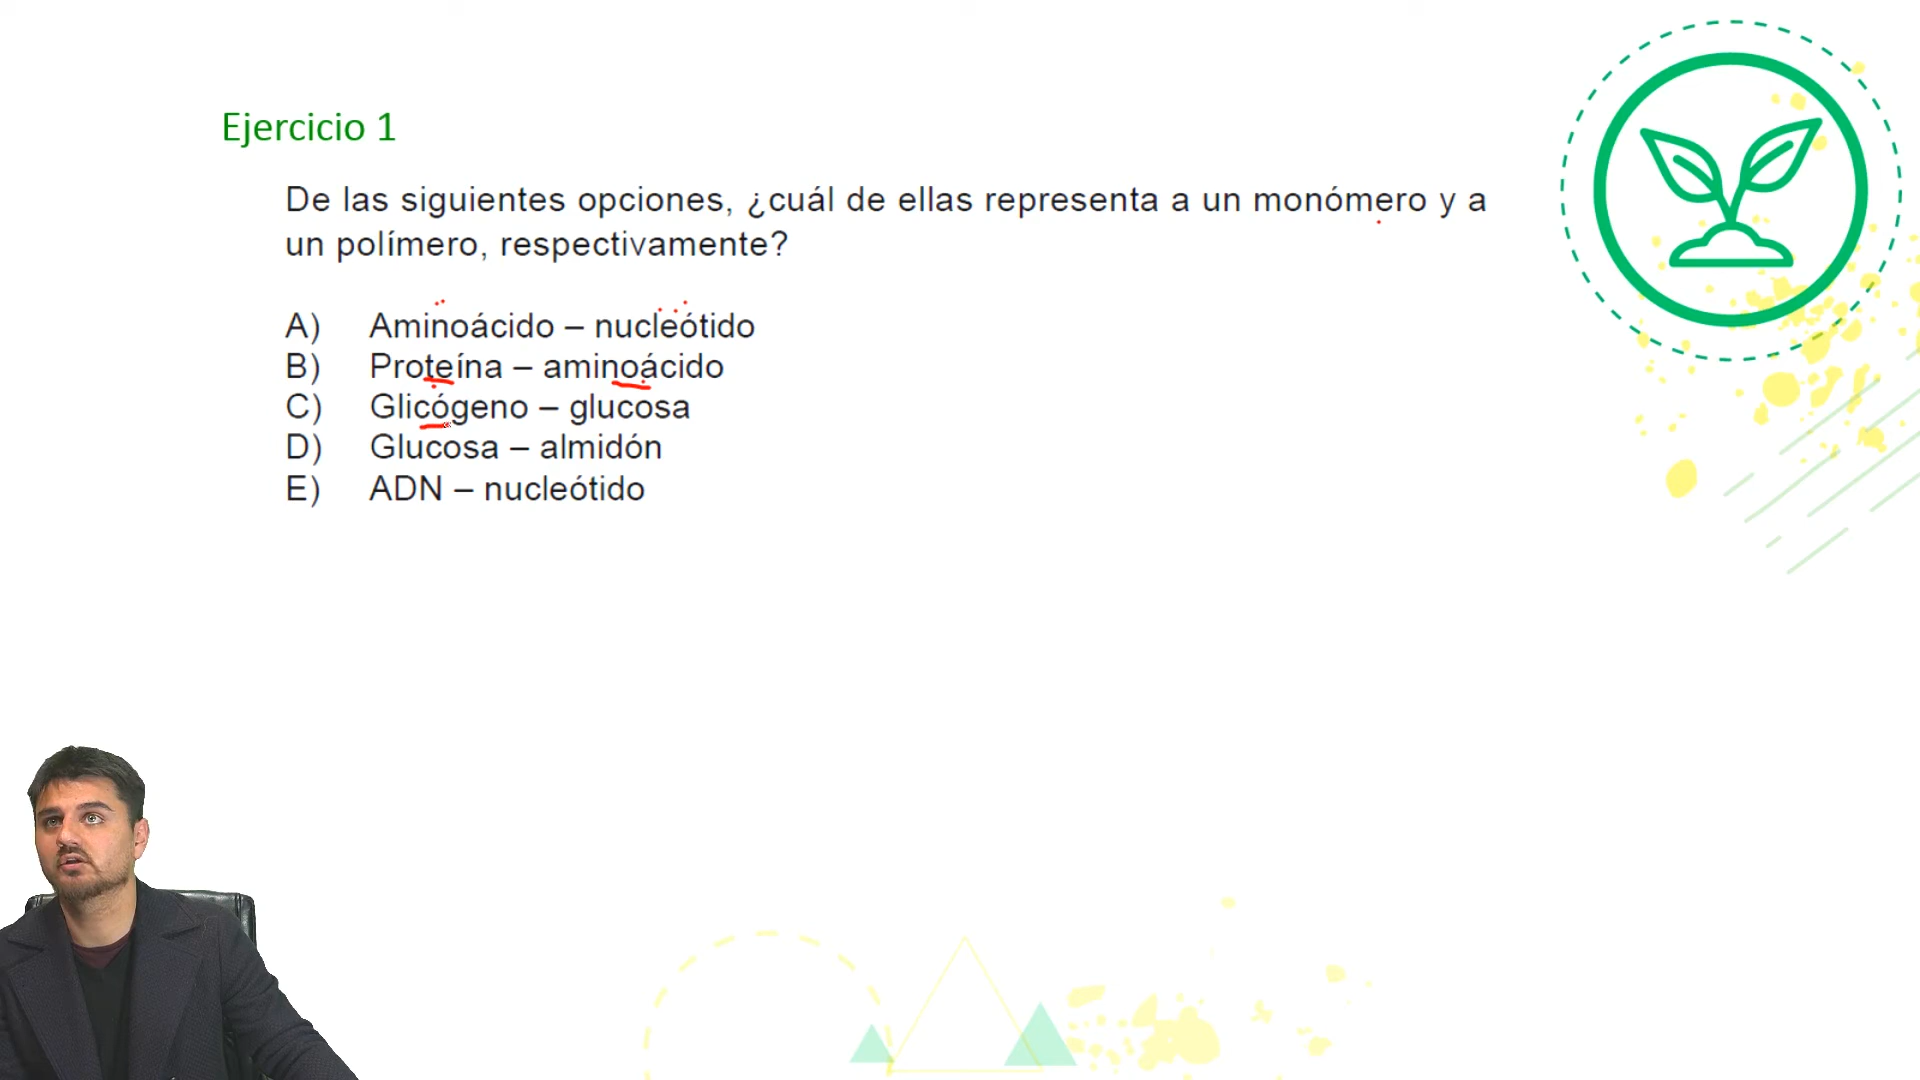 Ejercicio 1
De las siguientes opciones, ¿cuál de ellas representa a un monómero y a
un polímero, respectivamente?
A) Aminoácido – nucleótido
B) Proteína – aminoácido
C) Glicógeno – glucosa
D) Glucosa – almidón
E) ADN – nucleótido